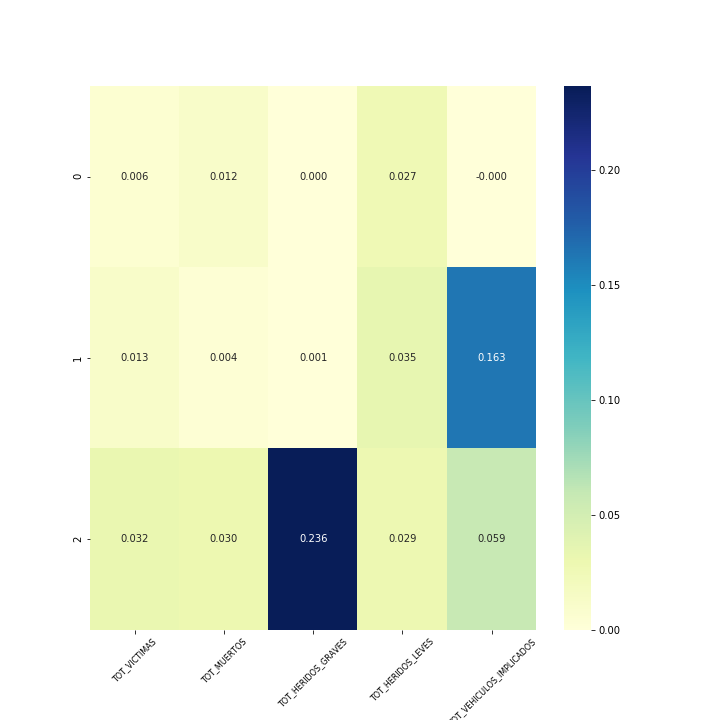 0.006 0.012 0.000 0.027 -0.000
0.013 0.004 0.001 0.035 0.163
0.032 0.030 0.236 0.029 0.059
0
1
2
TOT_VICTIMAS
TOT_MUERTOS
TOT_HERIDOS_GRAVES
TOT_HERIDOS_LEVES
OT_VEHICULOS_IMPLICADOS
0.20
0.15
0.10
0.05
0.00